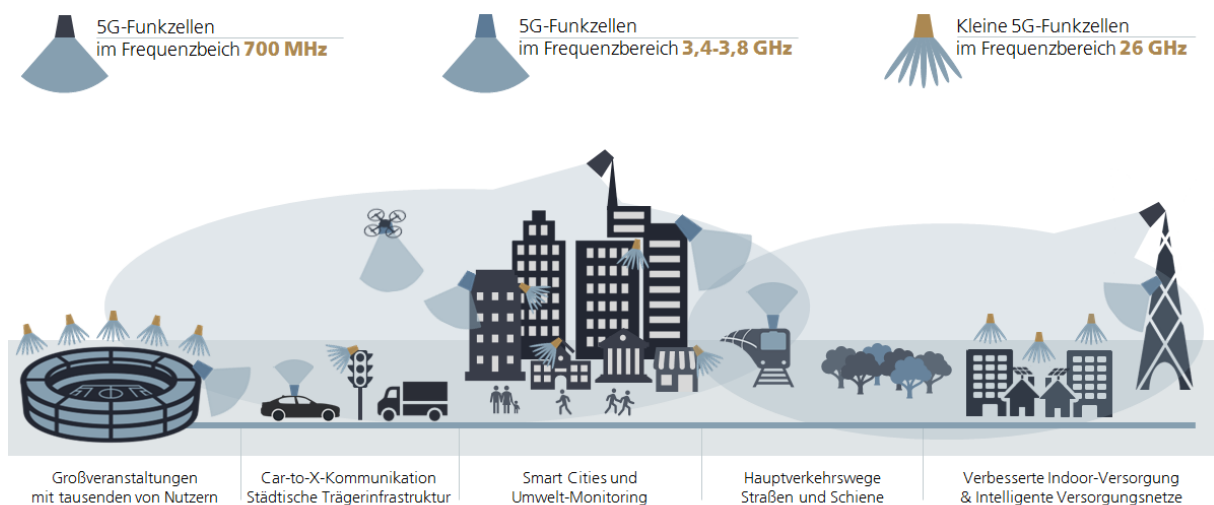 5G-Funkzellen
im Frequenzbeich 700 MHz
5G-Funkzellen
im Frequenzbereich 3,4-3,8 GHz
Kleine 5G-Funkzellen
im Frequenzbereich 26 GHz
Großveranstaltungen
mit tausenden von Nutzern
Car-to-X-Kommunikation
Städtische Trägerinfrastruktur
Smart Cities und
Umwelt-Monitoring
Hauptverkehrswege
Straßen und Schiene
Verbesserte Indoor-Versorgung
& Intelligente Versorgungsnetze